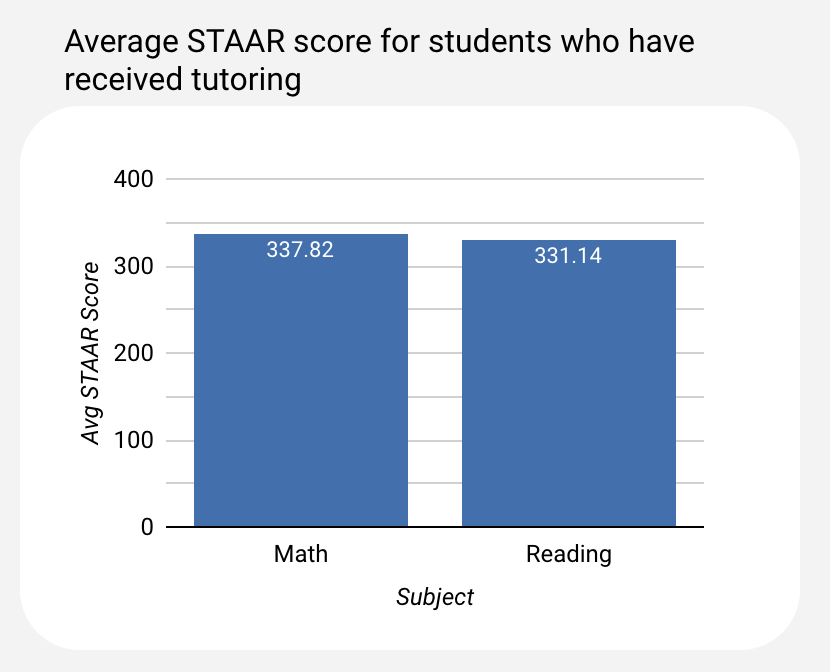 Average STAAR score for students who have
received tutoring
400
300
200
100
0
Avg STAAR Score
337.82
331.14
Math
Reading
Subject